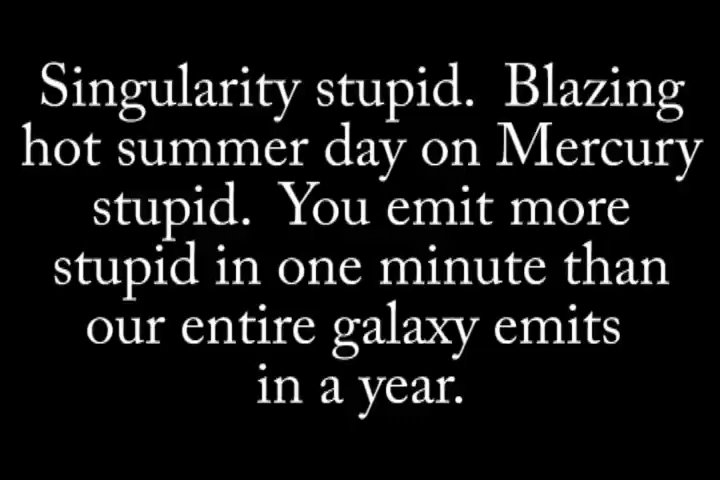 Singularity stupid.  Blazing
hot summer day on Mercury
stupid.  You emit more
stupid in one minute than
our entire galaxy emits
in a year.